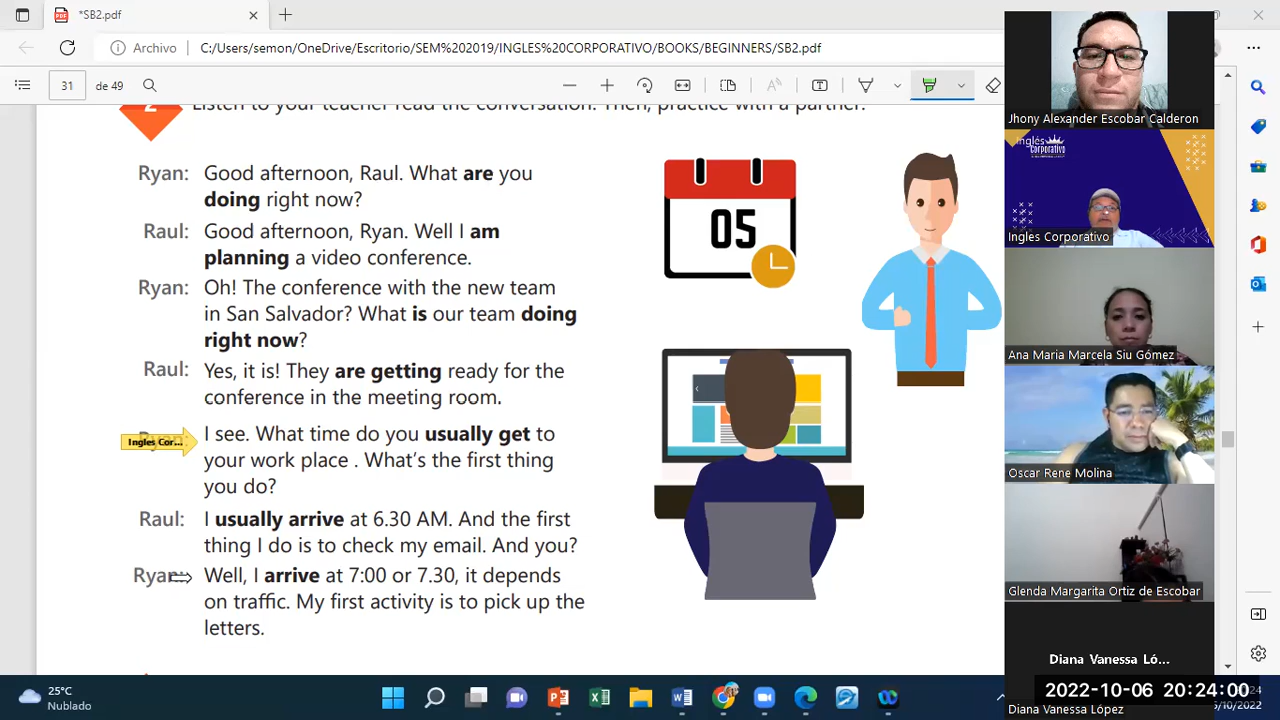 *SB2.pdf
Archivo
C:/Users/semon/OneDrive/Escritorio/SEM%202019/INGLES%20CORPORATIVO/BOOKS/BEGINNERS/SB2.pdf
31
de 49
2 Listen to your teacher read the conversation. Then, practice with a partner.
Ryan: Good afternoon, Raul. What are you
doing right now?
Raul: Good afternoon, Ryan. Well I am
planning a video conference.
Ryan: Oh! The conference with the new team
in San Salvador? What is our team doing
right now?
Raul: Yes, it is! They are getting ready for the
conference in the meeting room.
Ingles Cor...
I see. What time do you usually get to
your work place . What's the first thing
you do?
Raul: I usually arrive at 6.30 AM. And the first
thing I do is to check my email. And you?
Ryan: Well, I arrive at 7:00 or 7.30, it depends
on traffic. My first activity is to pick up the
letters.
05
Jhony Alexander Escobar Calderon
Inglés
corporativo
Ingles Corporativo
Ana Maria Marcela Siu Gómez
Oscar Rene Molina
Glenda Margarita Ortiz de Escobar
Diana Vanessa Ló...
2022-10-06 20:24:06
Diana Vanessa López
25°C
Nublado